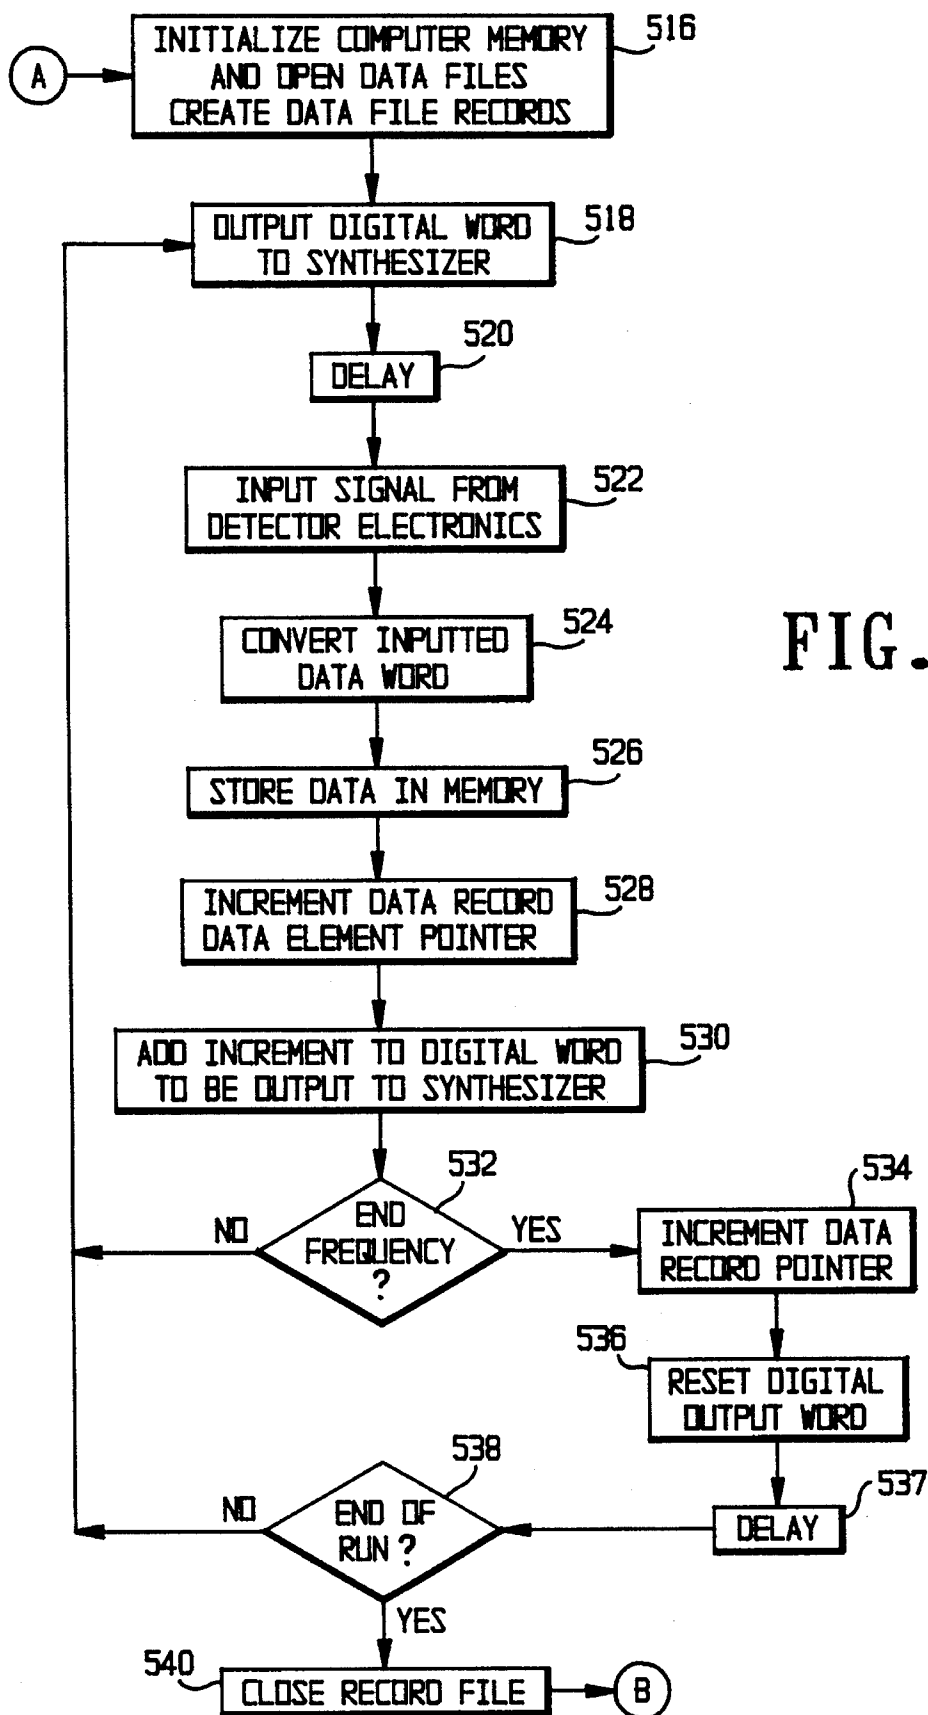 A
INITIALIZE COMPUTER MEMORY
AND OPEN DATA FILES
CREATE DATA FILE RECORDS
516
OUTPUT DIGITAL WORD
TO SYNTHESIZER
518
DELAY
520
INPUT SIGNAL FROM
DETECTOR ELECTRONICS
522
CONVERT INPUTTED
DATA WORD
524
FIG.
STORE DATA IN MEMORY
526
INCREMENT DATA RECORD
DATA ELEMENT POINTER
528
ADD INCREMENT TO DIGITAL WORD
TO BE OUTPUT TO SYNTHESIZER
530
END
FREQUENCY
?
532
NO
YES
INCREMENT DATA
RECORD POINTER
534
RESET DIGITAL
OUTPUT WORD
536
DELAY
537
END OF
RUN ?
538
NO
YES
CLOSE RECORD FILE
540
B